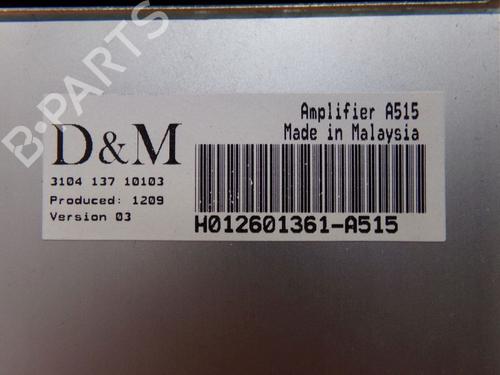 B-PARTS
D&M
3104 137 10103
Produced: 1209
Version 03
Amplifier A515
Made in Malaysia
H012601361-A515